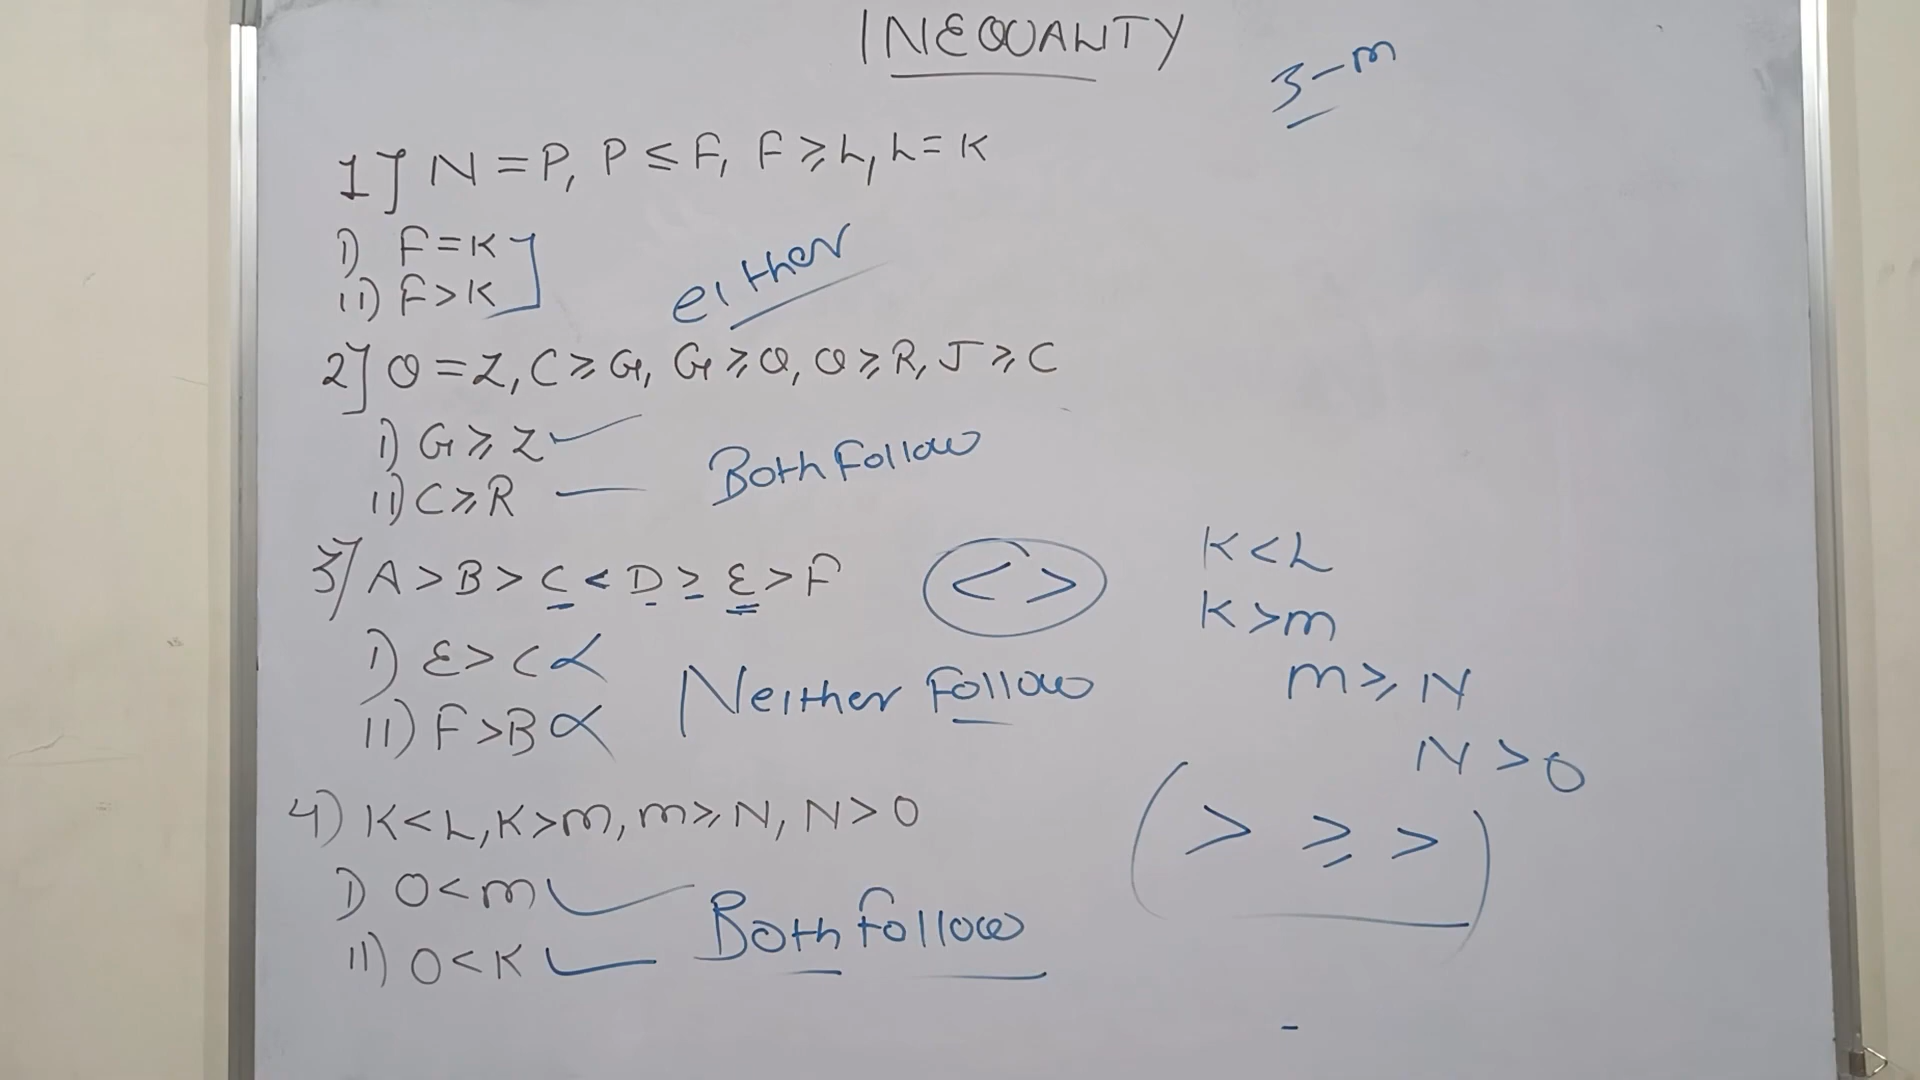 INEQUALITY
3-m
1] N = P, P ≤ F, F ≥ L, L = K
I) F = K
II) F > K
either
2] Q = Z, C ≥ G, G ≥ Q, Q ≥ R, J ≥ C
I) G ≥ Z ✓
II) C ≥ R —
Both Follow
3] A > B > C < D ≥ E > F
< >
I) E > C ×
II) F > B ×
Neither Follow
K < L
K > m
m ≥ N
N > O
4) K < L, K > m, m ≥ N, N > O
( > ≥ > )
I) O < m ✓
II) O < K ✓
Both Follow